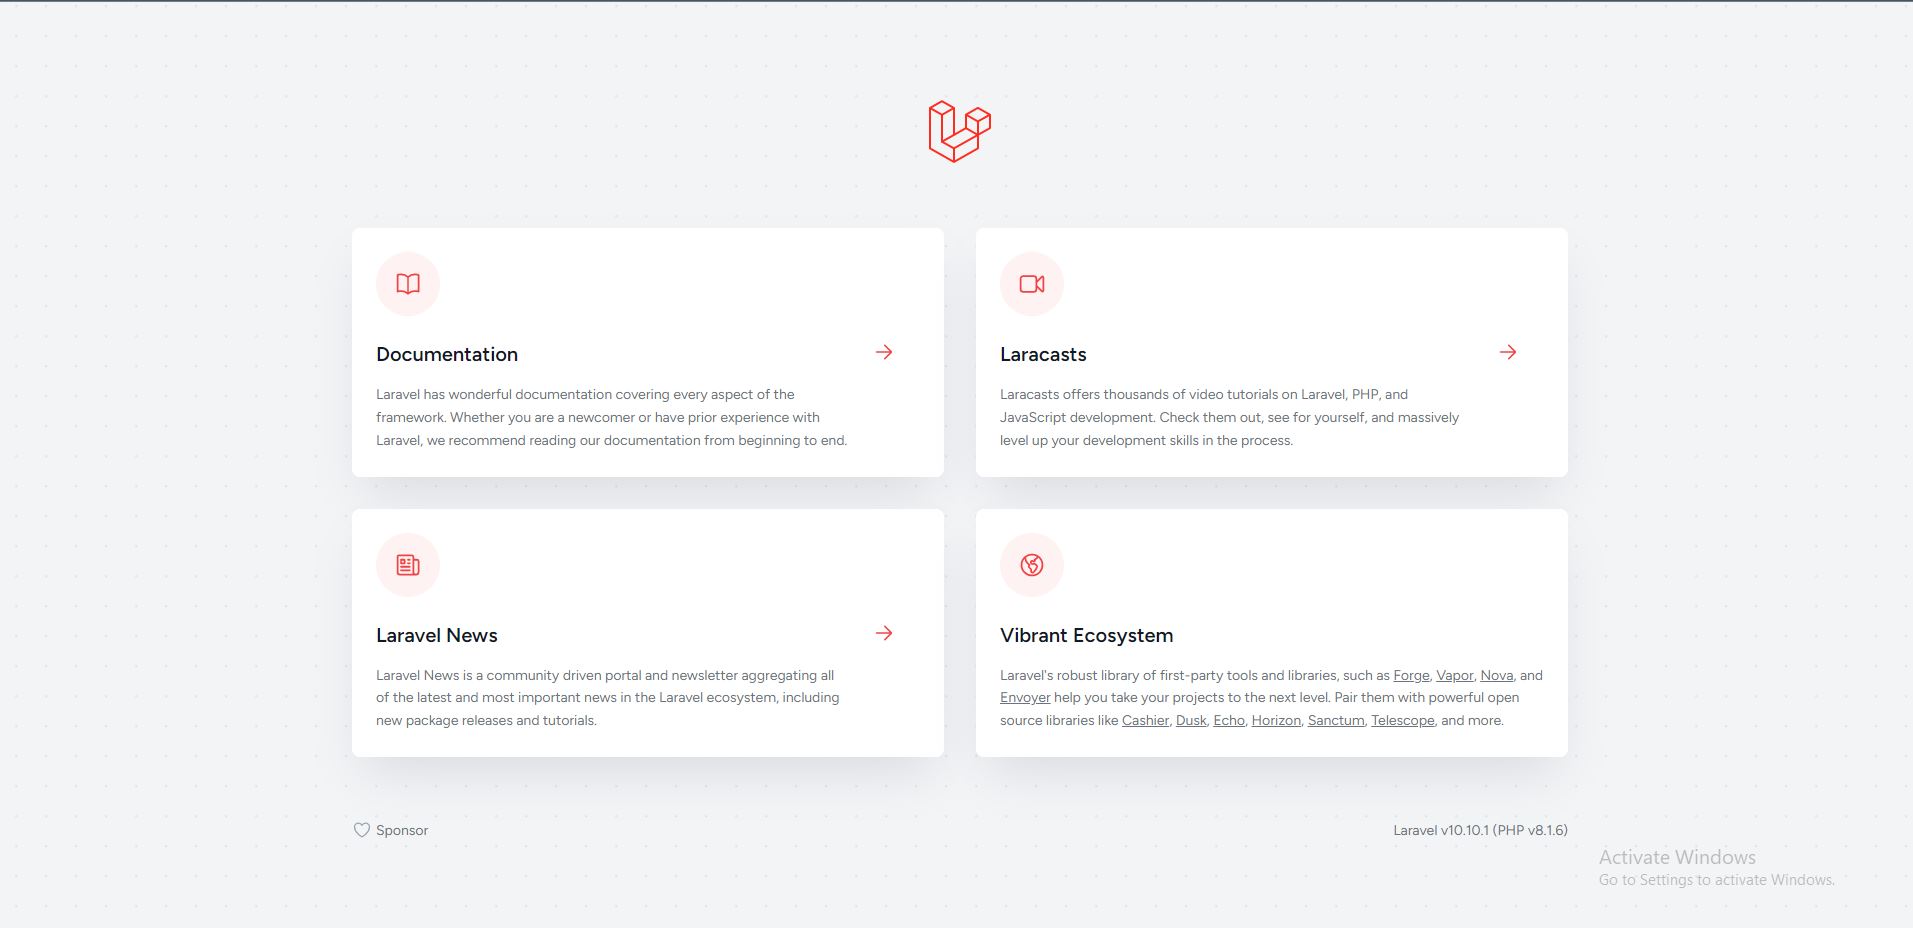 Documentation
Laravel has wonderful documentation covering every aspect of the
framework. Whether you are a newcomer or have prior experience with
Laravel, we recommend reading our documentation from beginning to end.
Laracasts
Laracasts offers thousands of video tutorials on Laravel, PHP, and
JavaScript development. Check them out, see for yourself, and massively
level up your development skills in the process.
Laravel News
Laravel News is a community driven portal and newsletter aggregating all
of the latest and most important news in the Laravel ecosystem, including
new package releases and tutorials.
Vibrant Ecosystem
Laravel's robust library of first-party tools and libraries, such as Forge, Vapor, Nova, and
Envoyer help you take your projects to the next level. Pair them with powerful open
source libraries like Cashier, Dusk, Echo, Horizon, Sanctum, Telescope, and more.
Sponsor
Laravel v10.10.1 (PHP v8.1.6)
Activate Windows
Go to Settings to activate Windows.